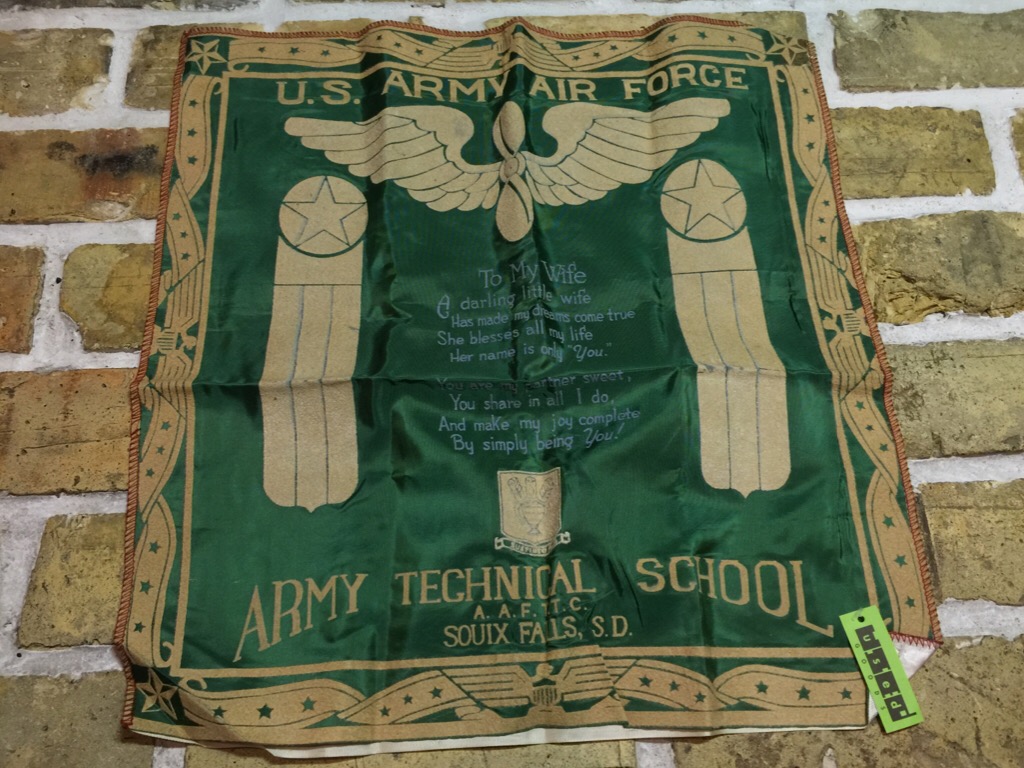 U.S. ARMY AIR FORCE
To My Wife
A darling little wife
Has made my dreams come true
She blesses all my life
Her name is only "You."
You are my partner sweet,
You share in all I do,
And make my joy complete
By simply being You!
ARMY TECHNICAL SCHOOL
A.A.F.T.T.C.
SOUIX FALLS, S.D.
used